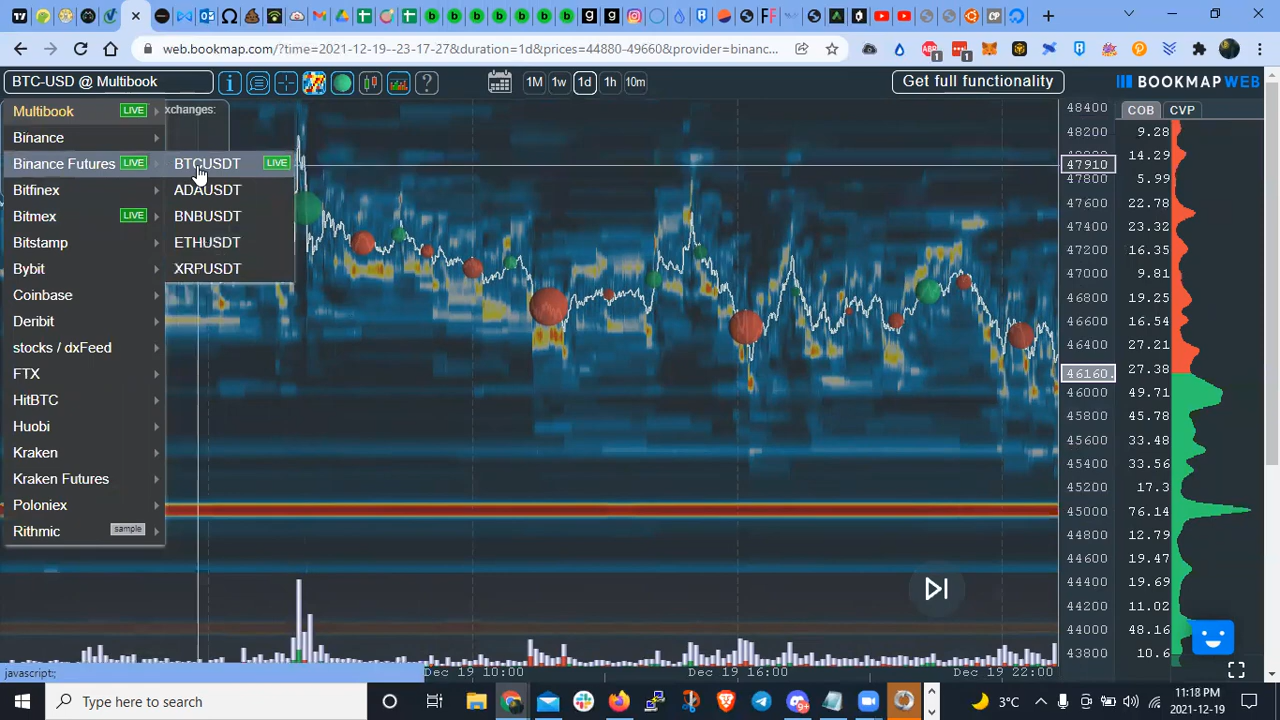 web.bookmap.com/?time=2021-12-19--23-17-27&duration=1d&prices=44880-49660&provider=binanc...
BTC-USD @ Multibook
1M 1w 1d 1h 10m
Get full functionality
BOOKMAP WEB
Multibook LIVE
xchanges:
Binance
Binance Futures LIVE
BTCUSDT LIVE
Bitfinex
ADAUSDT
Bitmex LIVE
BNBUSDT
Bitstamp
ETHUSDT
Bybit
XRPUSDT
Coinbase
Deribit
stocks / dxFeed
FTX
HitBTC
Huobi
Kraken
Kraken Futures
Poloniex
Rithmic sample
COB CVP
48400
48200 9.28
14.29
47910
47800 5.99
47600 22.78
47400 23.32
47200 16.35
47000 9.81
46800 19.25
46600 16.54
46400 27.21
46160. 27.38
46000 49.71
45800 45.78
45600 33.48
45400 33.56
45200 17.3
45000 76.14
44800 12.79
44600 19.47
44400 19.69
44200 11.02
44000 48.16
43800 10.6
Dec 19 10:00
Dec 19 16:00
Dec 19 22:00
javascript:;
Type here to search
3°C
11:18 PM
2021-12-19